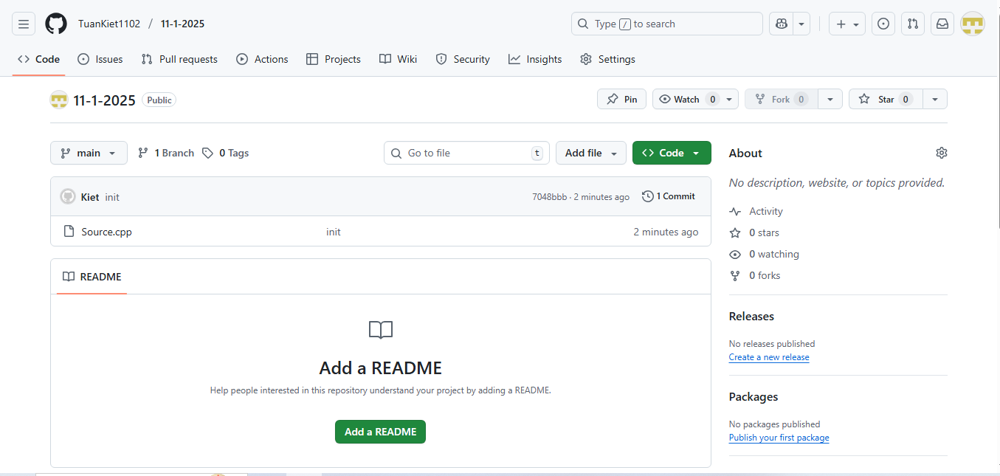 TuanKiet1102 / 11-1-2025 Type / to search
Code Issues Pull requests Actions Projects Wiki Security Insights Settings
11-1-2025 Public Pin Watch 0 Fork 0 Star 0
main 1 Branch 0 Tags Go to file t Add file Code
Kiet init 7048bbb · 2 minutes ago 1 Commit
Source.cpp init 2 minutes ago
README
Add a README
Help people interested in this repository understand your project by adding a README.
Add a README
About
No description, website, or topics provided.
Activity
0 stars
0 watching
0 forks
Releases
No releases published
Create a new release
Packages
No packages published
Publish your first package